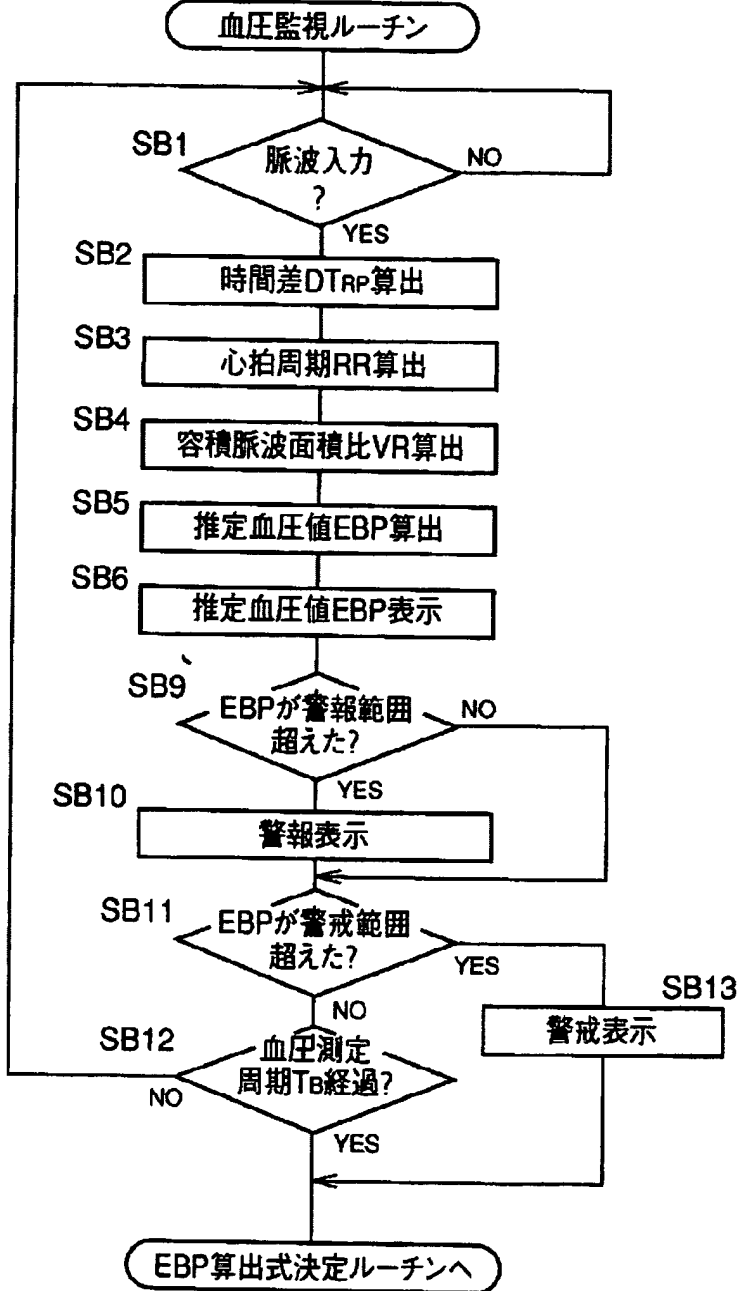 血圧監視ルーチン
SB1
脈波入力
?
NO
YES
SB2
時間差DTRP算出
SB3
心拍周期RR算出
SB4
容積脈波面積比VR算出
SB5
推定血圧値EBP算出
SB6
推定血圧値EBP表示
SB9
EBPが警報範囲
超えた?
NO
YES
SB10
警報表示
SB11
EBPが警戒範囲
超えた?
YES
NO
SB13
警戒表示
SB12
血圧測定
周期TB経過?
NO
YES
EBP算出式決定ルーチンへ